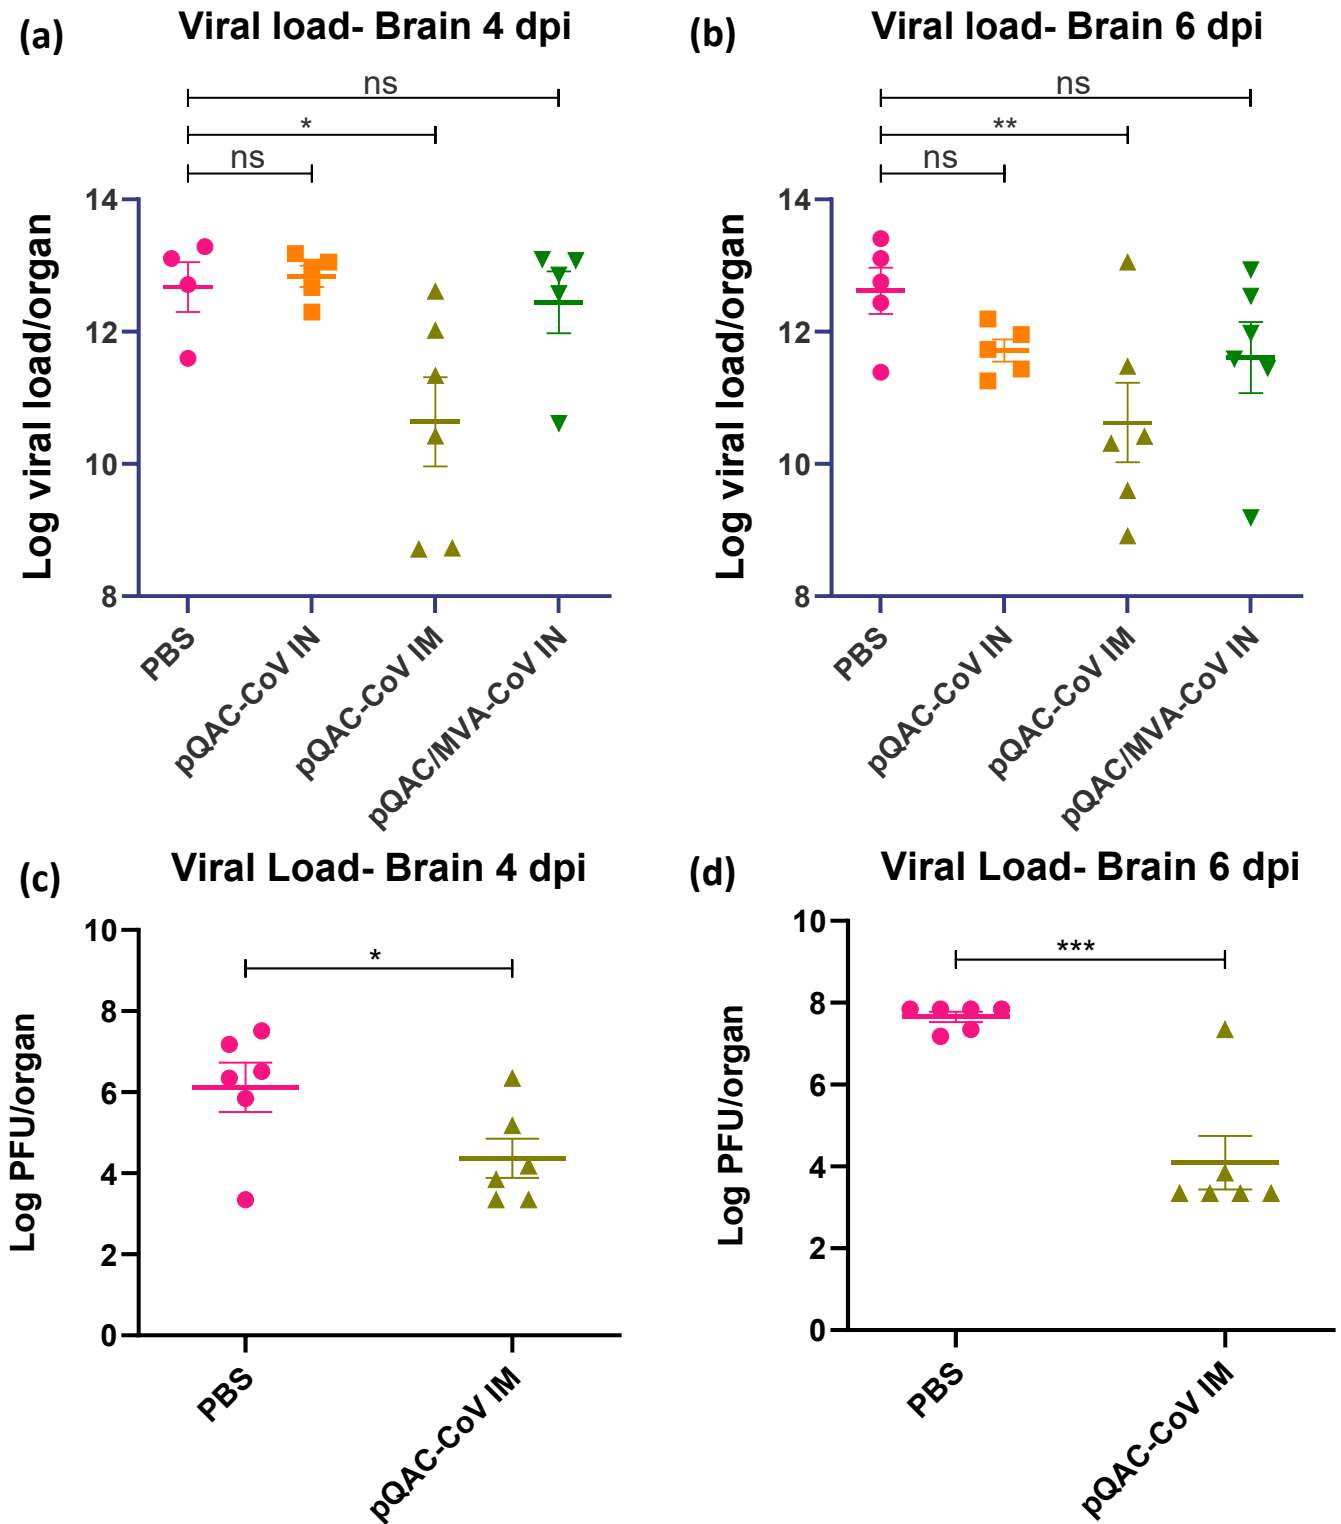 (a)
Viral load- Brain 4 dpi
ns
*
ns
Log viral load/organ
14
12
10
8
PBS
pQAC-CoV IN
pQAC-CoV IM
pQAC/MVA-CoV IN
(b)
Viral load- Brain 6 dpi
ns
**
ns
Log viral load/organ
14
12
10
8
PBS
pQAC-CoV IN
pQAC-CoV IM
pQAC/MVA-CoV IN
(c)
Viral Load- Brain 4 dpi
*
Log PFU/organ
10
8
6
4
2
0
PBS
pQAC-CoV IM
(d)
Viral Load- Brain 6 dpi
***
Log PFU/organ
10
8
6
4
2
0
PBS
pQAC-CoV IM